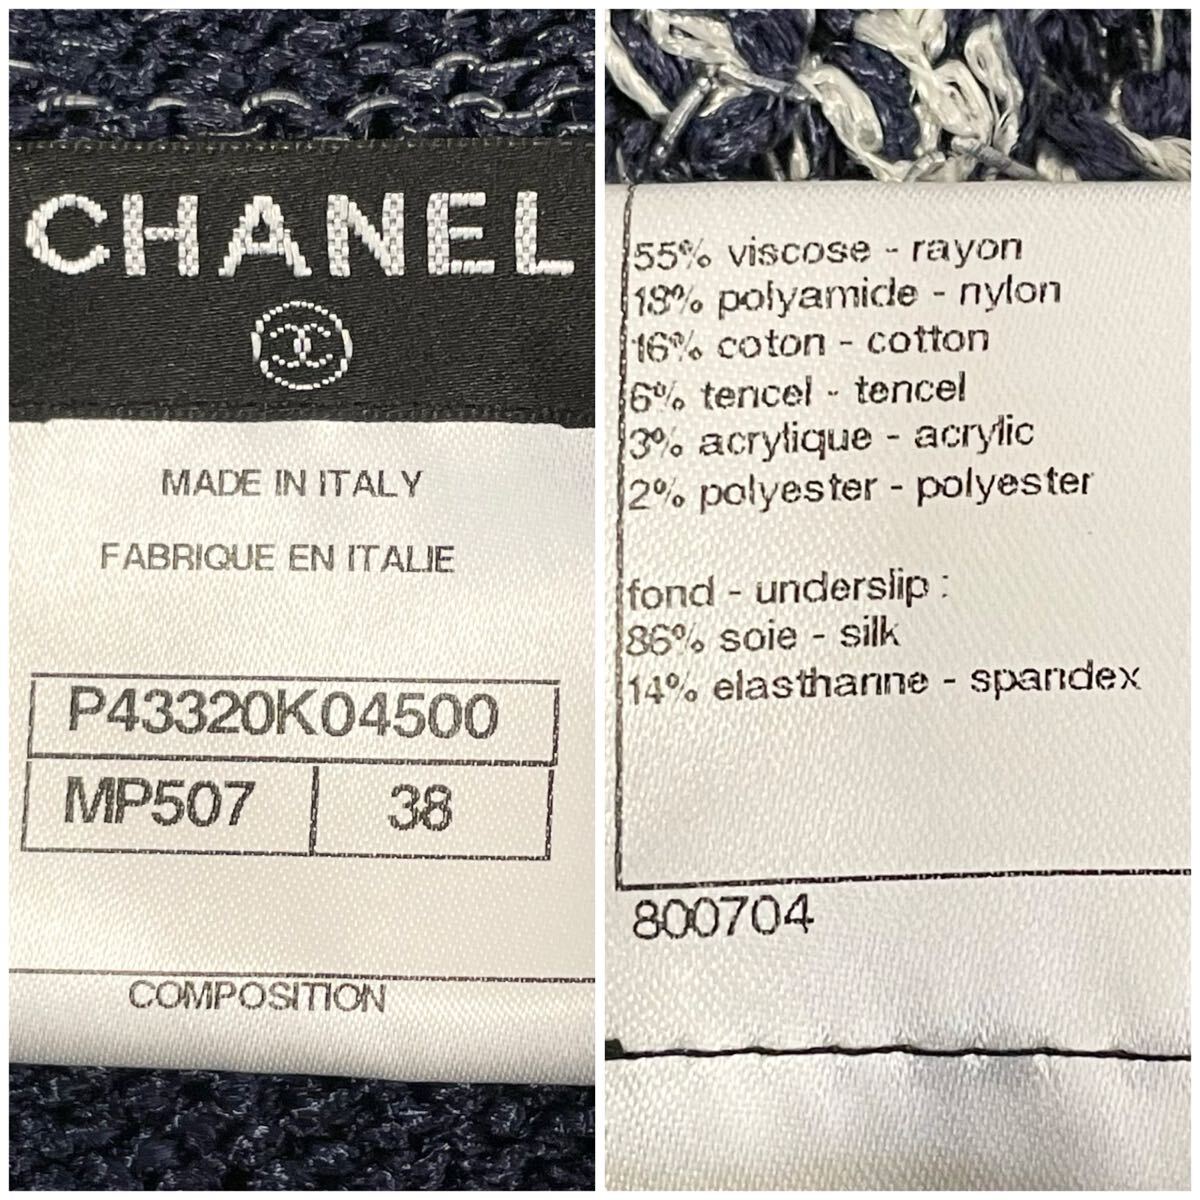 CHANEL
MADE IN ITALY
FABRIQUE EN ITALIE
P43320K04500
MP507 38
COMPOSITION
55% viscose - rayon
18% polyamide - nylon
16% coton - cotton
6% tencel - tencel
3% acrylique - acrylic
2% polyester - polyester
fond - underslip :
86% soie - silk
14% elasthanne - spandex
800704